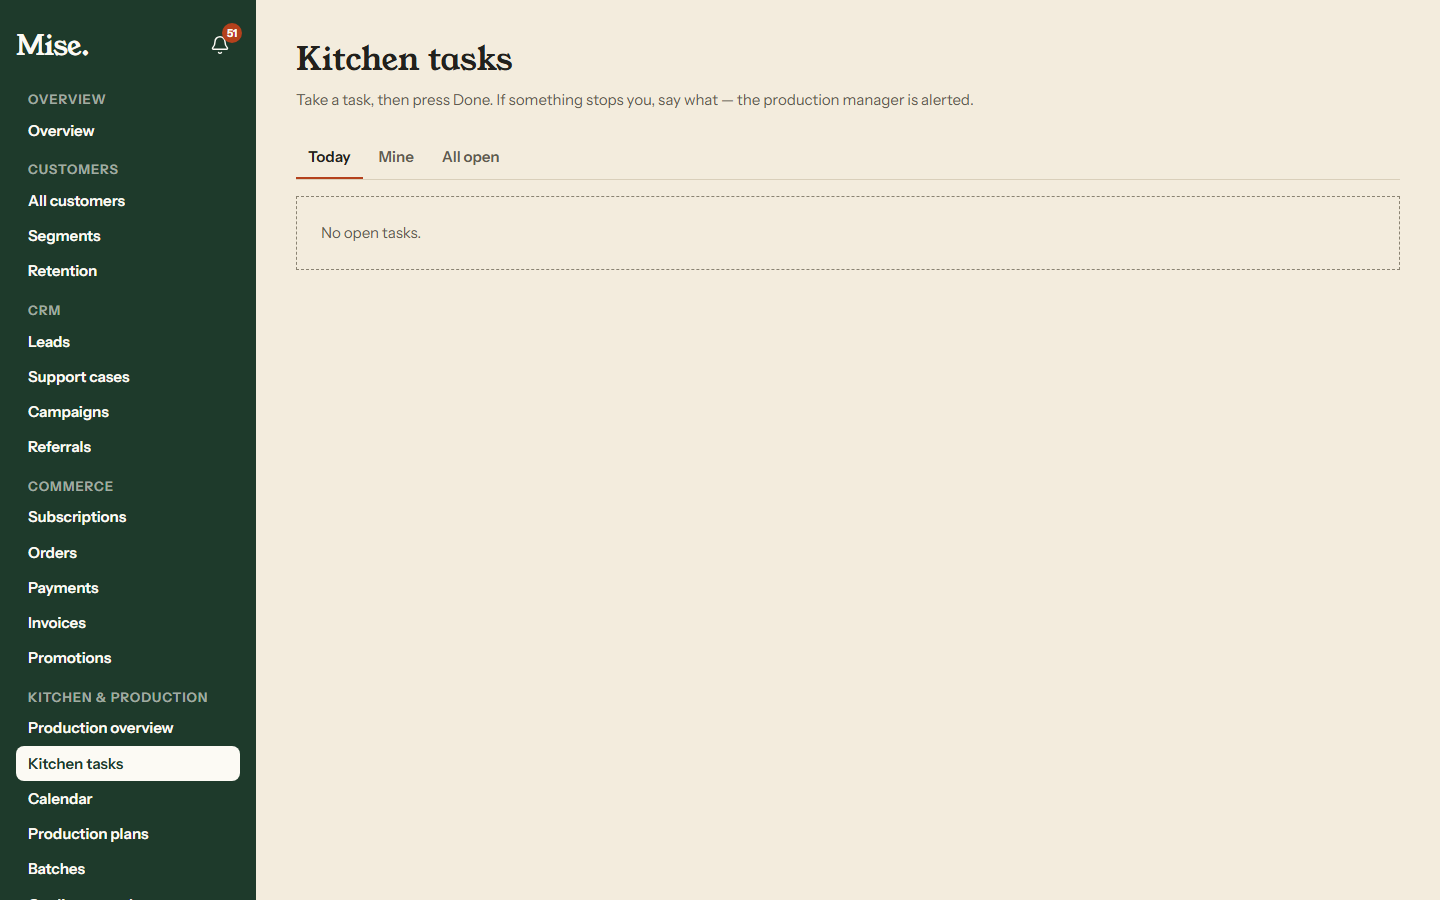 Mise.
51
OVERVIEW
Overview
CUSTOMERS
All customers
Segments
Retention
CRM
Leads
Support cases
Campaigns
Referrals
COMMERCE
Subscriptions
Orders
Payments
Invoices
Promotions
KITCHEN & PRODUCTION
Production overview
Kitchen tasks
Calendar
Production plans
Batches
Kitchen tasks
Take a task, then press Done. If something stops you, say what — the production manager is alerted.
Today Mine All open
No open tasks.